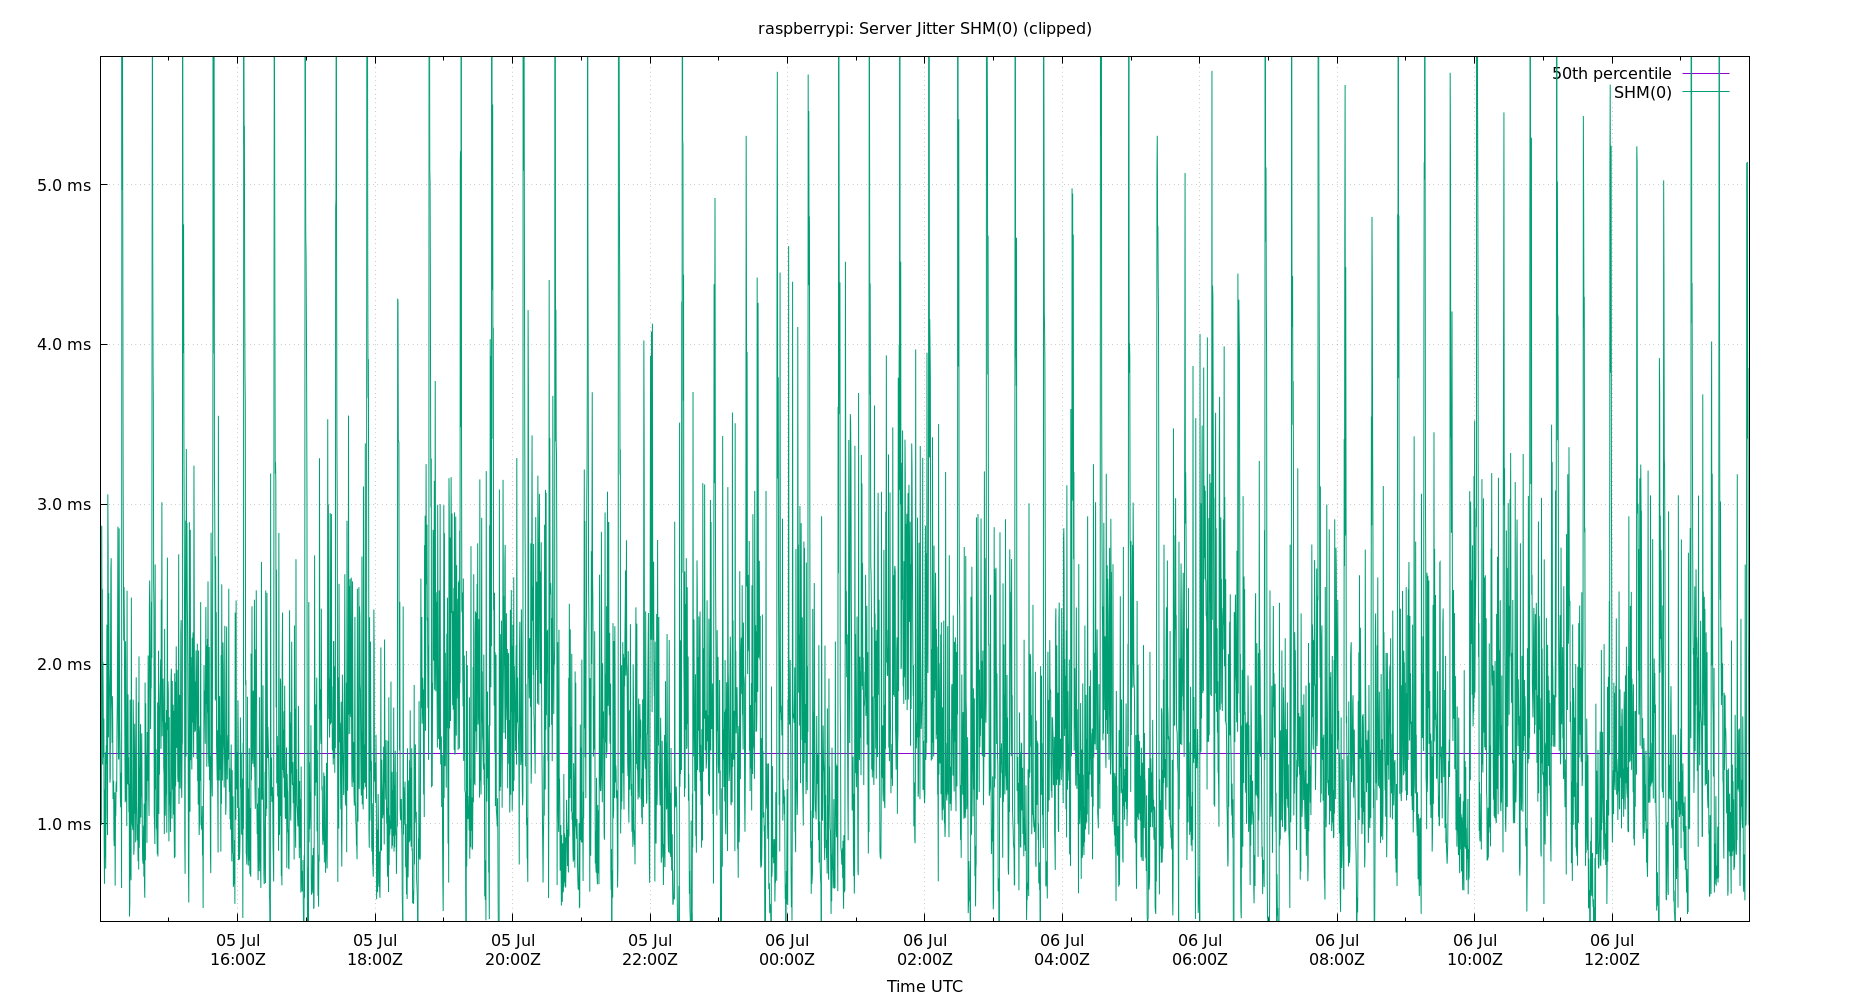 raspberrypi: Server Jitter SHM(0) (clipped)
50th percentile
SHM(0)
5.0 ms
4.0 ms
3.0 ms
2.0 ms
1.0 ms
05 Jul 05 Jul 05 Jul 05 Jul 06 Jul 06 Jul 06 Jul 06 Jul 06 Jul 06 Jul 06 Jul
16:00Z 18:00Z 20:00Z 22:00Z 00:00Z 02:00Z 04:00Z 06:00Z 08:00Z 10:00Z 12:00Z
Time UTC